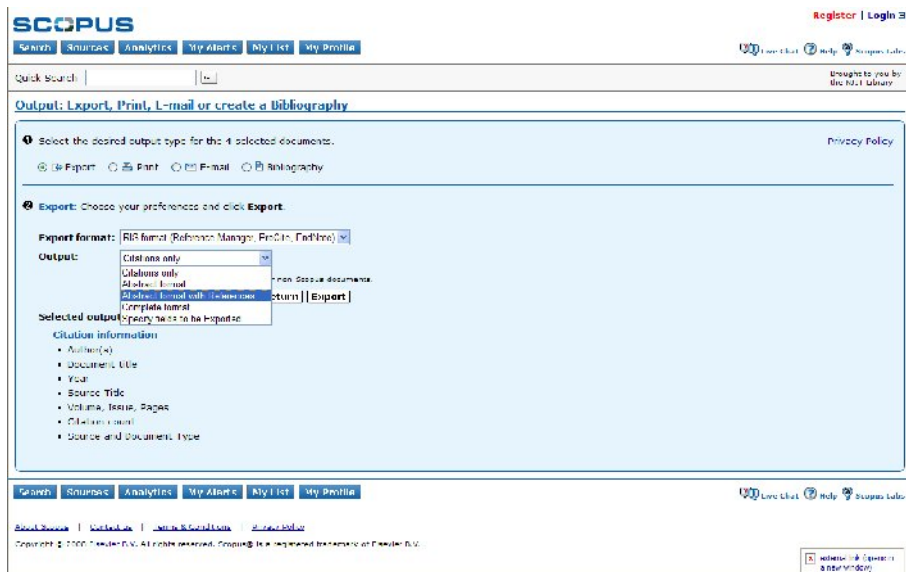 SCOPUS
Register | Login
Search Sources Analytics My Alerts My List My Profile
Live Chat Help Scopus Labs
Quick Search
Brought to you by
the NJIT Library
Output: Export, Print, E-mail or create a Bibliography
1 Select the desired output type for the 4 selected documents.
Privacy Policy
Export Print E-mail Bibliography
2 Export: Choose your preferences and click Export.
Export format: RIS format (Reference Manager, ProCite, EndNote)
Output: Citations only
Citations only
Abstract format
non Scopus documents.
Abstract format with References
eturn Export
Complete format
Selected output
Specify fields to be Exported
Citation information
• Author(s)
• Document title
• Year
• Source Title
• Volume, Issue, Pages
• Citation count
• Source and Document Type
Search Sources Analytics My Alerts My List My Profile
Live Chat Help Scopus Labs
About Scopus | Contact us | Terms & Conditions | Privacy Policy
Copyright © Elsevier B.V. All rights reserved. Scopus® is a registered trademark of Elsevier B.V.
external link (opens in
a new window)